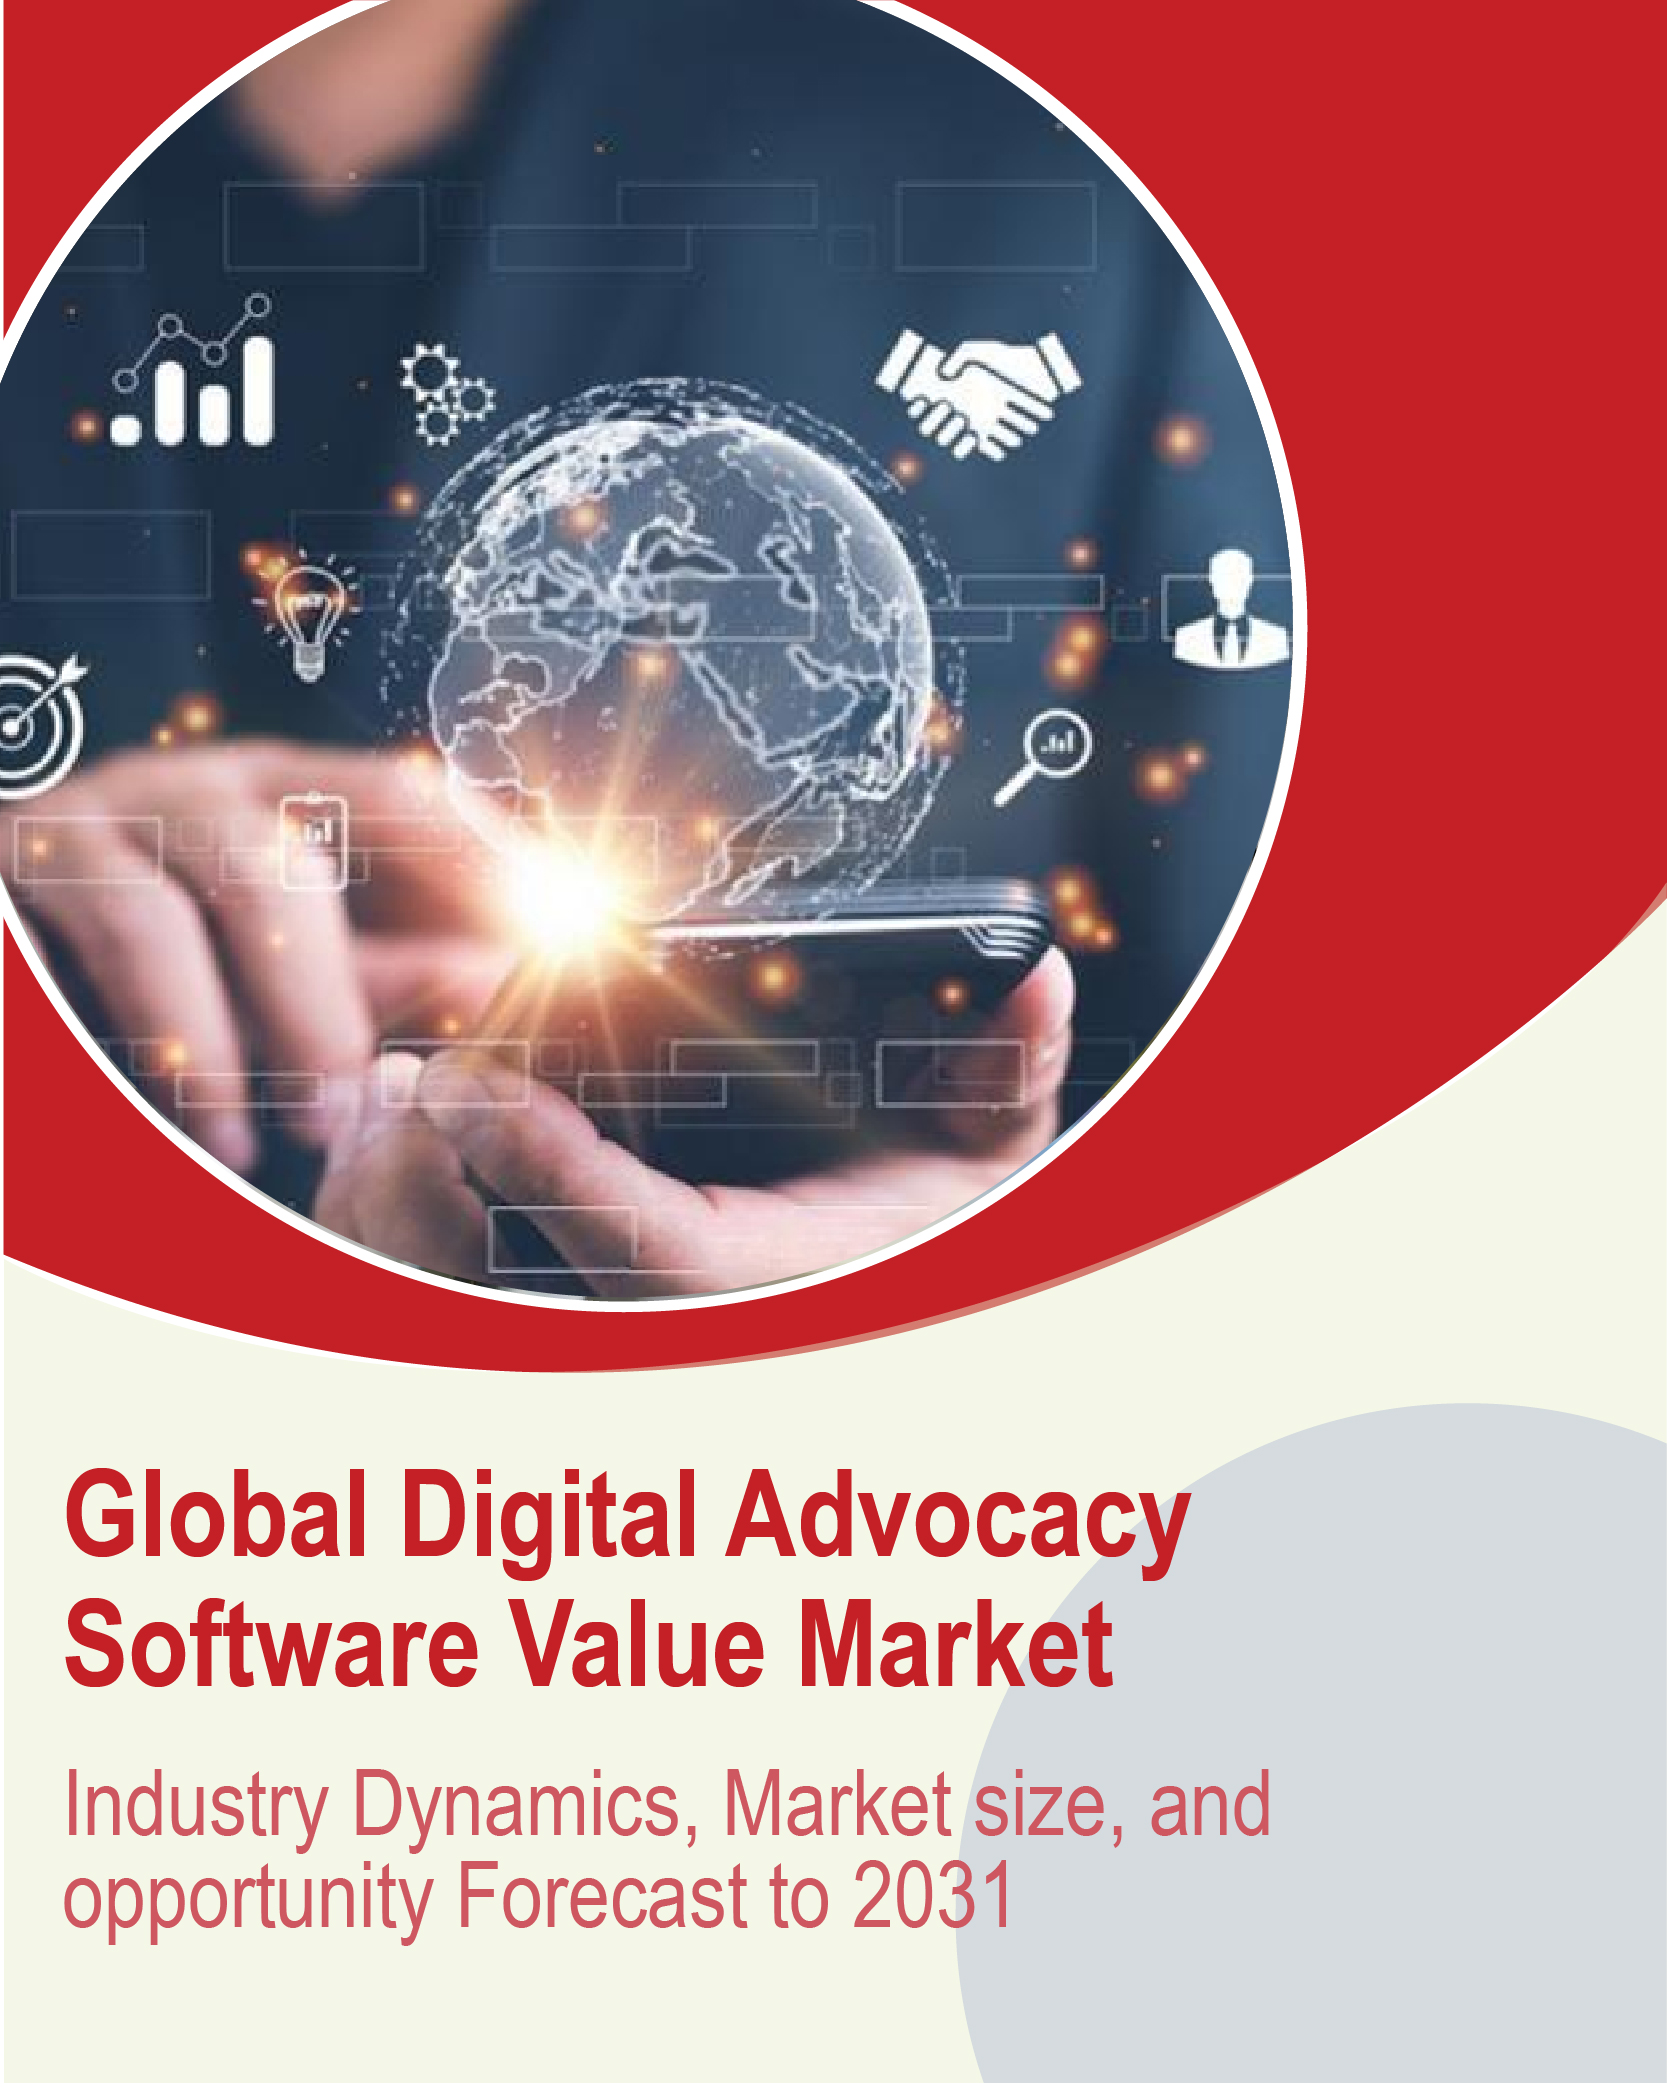 Global Digital Advocacy
Software Value Market
Industry Dynamics, Market size, and
opportunity Forecast to 2031